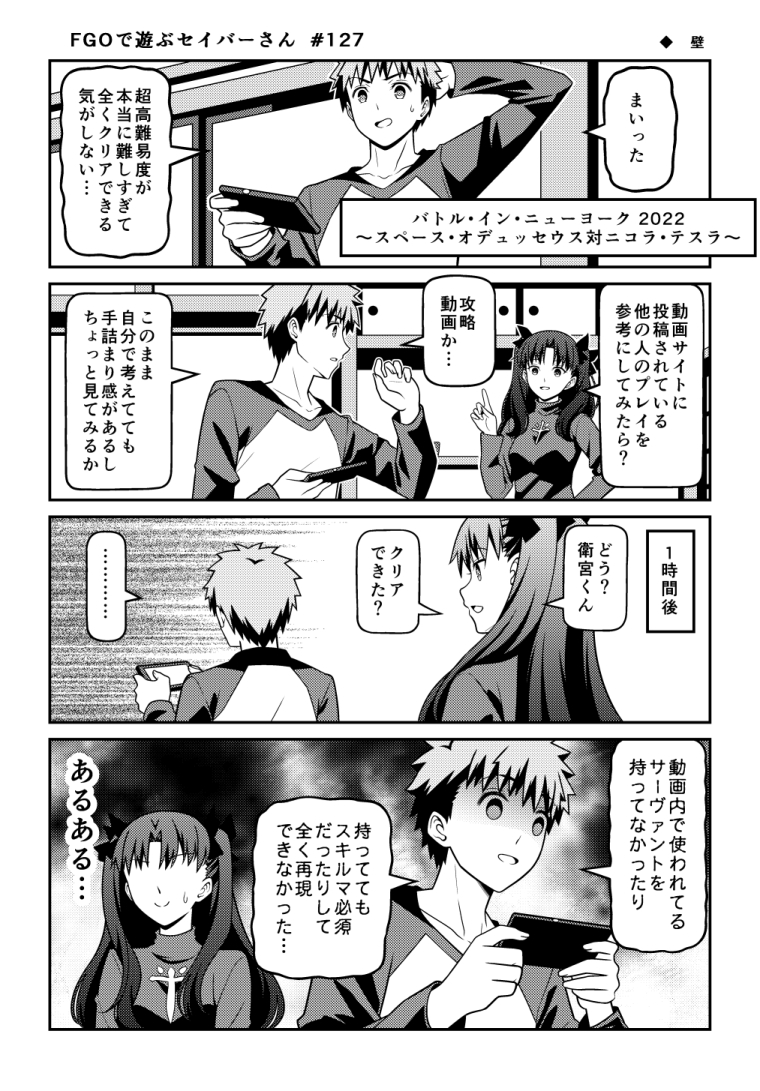 FGOで遊ぶセイバーさん #127
◆ 壁
まいった
超高難易度が
本当に難しすぎて
全くクリアできる
気がしない…
バトル・イン・ニューヨーク 2022
～スペース・オデュッセウス対ニコラ・テスラ～
動画サイトに
投稿されている
他の人のプレイを
参考にしてみたら？
攻略
動画か…
このまま
自分で考えてても
手詰まり感があるし
ちょっと見てみるか
1時間後
どう？
衛宮くん
クリア
できた？
…………
動画内で使われてる
サーヴァントを
持ってなかったり
持ってても
スキルマ必須
だったりして
全く再現
できなかった…
あるある…